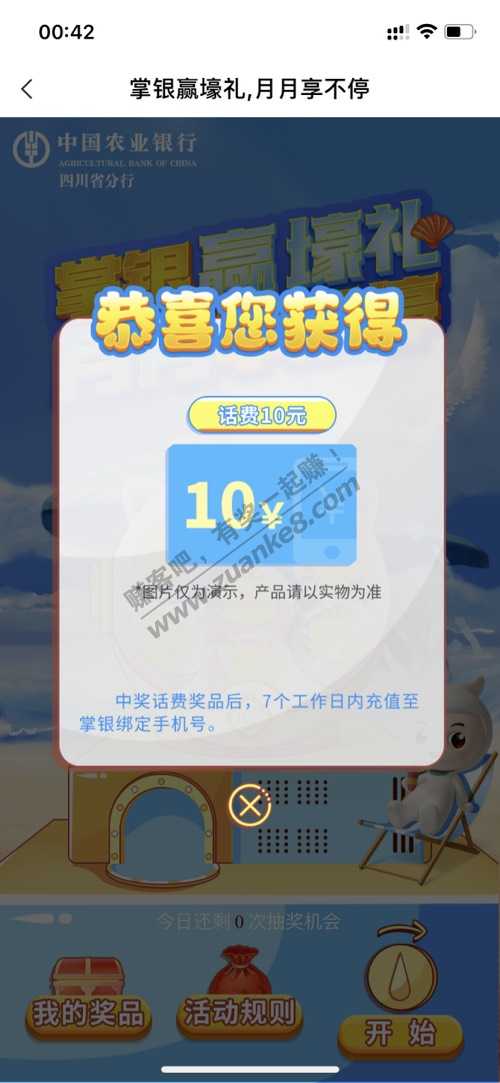 00:42
掌银赢壕礼,月月享不停
中国农业银行
AGRICULTURAL BANK OF CHINA
四川省分行
掌银赢壕礼
恭喜您获得
话费10元
10¥
*图片仅为演示，产品请以实物为准
赚客吧，有奖一起赚！
www.zuanke8.com
中奖话费奖品后，7个工作日内充值至
掌银绑定手机号。
今日还剩 0 次抽奖机会
我的奖品
活动规则
开 始